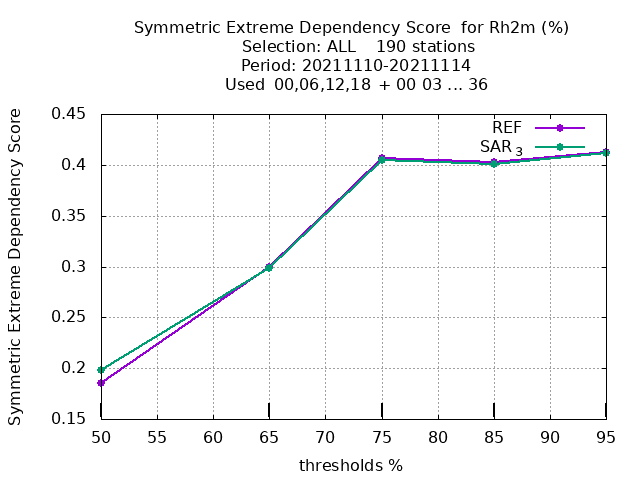 Symmetric Extreme Dependency Score  for Rh2m (%)
Selection: ALL    190 stations
Period: 20211110-20211114
Used  00,06,12,18  + 00 03 ... 36
Symmetric Extreme Dependency Score
0.45
0.4
0.35
0.3
0.25
0.2
0.15
REF
SAR 3
50 55 60 65 70 75 80 85 90 95
thresholds %